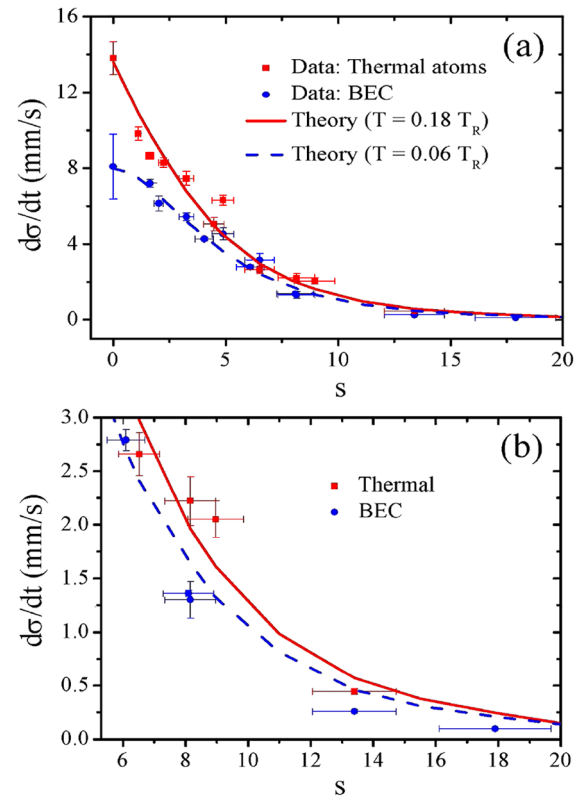 (a)
Data: Thermal atoms
Data: BEC
Theory (T = 0.18 T_R)
Theory (T = 0.06 T_R)
dσ/dt (mm/s)
16
12
8
4
0
0 5 10 15 20
s
(b)
Thermal
BEC
dσ/dt (mm/s)
3.0
2.5
2.0
1.5
1.0
0.5
0.0
6 8 10 12 14 16 18 20
s